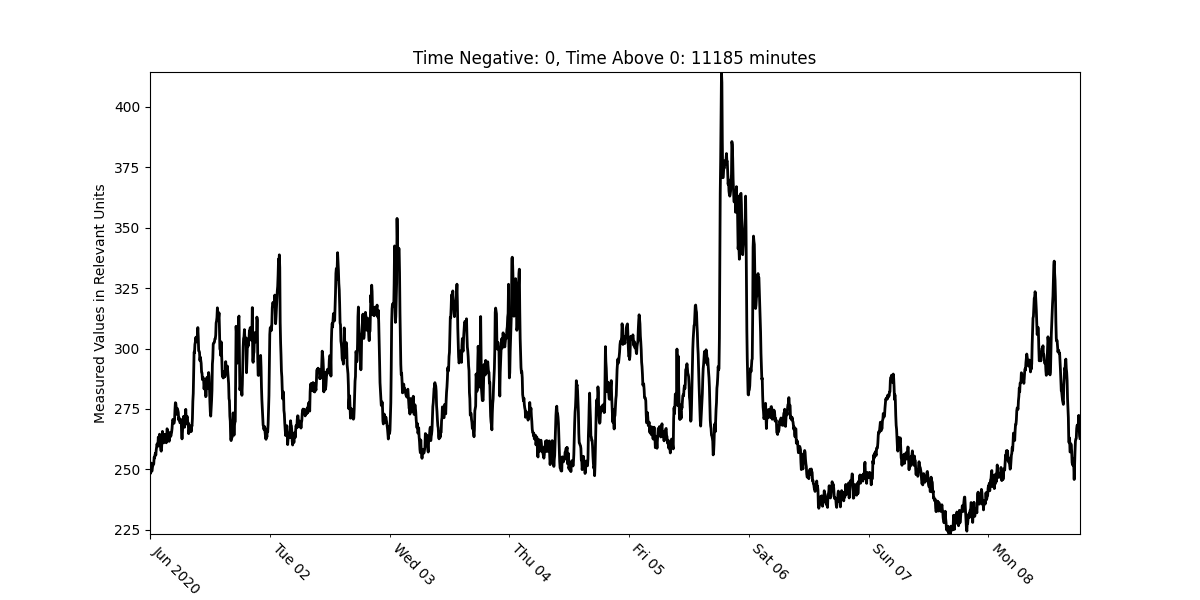 Time Negative: 0, Time Above 0: 11185 minutes
Measured Values in Relevant Units
400
375
350
325
300
275
250
225
Jun 2020
Tue 02
Wed 03
Thu 04
Fri 05
Sat 06
Sun 07
Mon 08